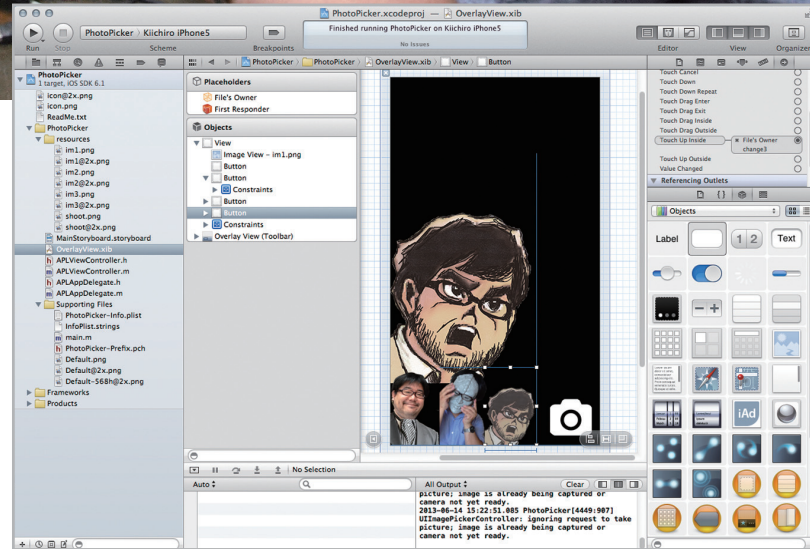 PhotoPicker.xcodeproj — OverlayView.xib
Run
Stop
PhotoPicker 〉 Kiichiro iPhone5
Scheme
Breakpoints
Finished running PhotoPicker on Kiichiro iPhone5
No Issues
Editor
View
Organizer
PhotoPicker 〉 PhotoPicker 〉 OverlayView.xib 〉 View 〉 Button
PhotoPicker
1 target, iOS SDK 6.1
icon@2x.png
icon.png
ReadMe.txt
PhotoPicker
resources
im1.png
im1@2x.png
im2.png
im2@2x.png
im3.png
im3@2x.png
shoot.png
shoot@2x.png
MainStoryboard.storyboard
OverlayView.xib
APLViewController.h
APLViewController.m
APLAppDelegate.h
APLAppDelegate.m
Supporting Files
PhotoPicker-Info.plist
InfoPlist.strings
main.m
PhotoPicker-Prefix.pch
Default.png
Default@2x.png
Default-568h@2x.png
Frameworks
Products
Placeholders
File's Owner
First Responder
Objects
View
Image View – im1.png
Button
Button
Constraints
Button
Button
Constraints
Overlay View (Toolbar)
Touch Cancel
Touch Down
Touch Down Repeat
Touch Drag Enter
Touch Drag Exit
Touch Drag Inside
Touch Drag Outside
Touch Up Inside
File's Owner
change3
Touch Up Outside
Value Changed
Referencing Outlets
Objects
Label
1 2
Text
iAd
No Selection
Auto
All Output
Clear
picture; image is already being captured or
camera not yet ready.
2013-06-14 15:22:51.085 PhotoPicker[4449:907]
UIImagePickerController: ignoring request to take
picture; image is already being captured or
camera not yet ready.